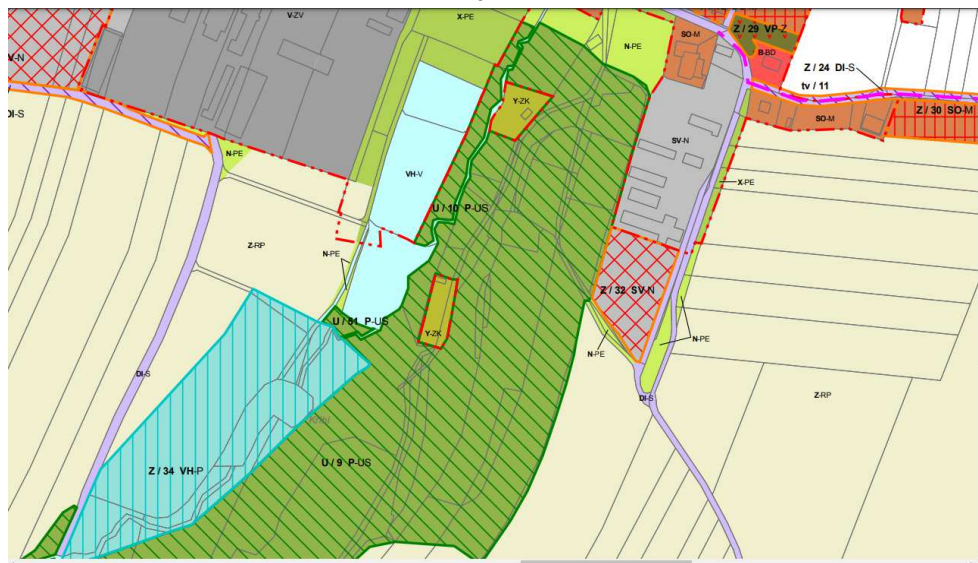 V-ZV
X-PE
N-PE
SO-M
Z / 29 VP-Z
B-BD
Z / 24 DI-S
tv / 11
V-N
Y-ZK
DI-S
Z / 30 SO-M
SO-M
SV-N
N-PE
VH-V
X-PE
U / 10 P-US
Z-RP
N-PE
Z / 32 SV-N
U / 61 P-US
Y-ZK
N-PE
N-PE
DI-S
Z-RP
DI-S
U / 9 P-US
Z / 34 VH-P